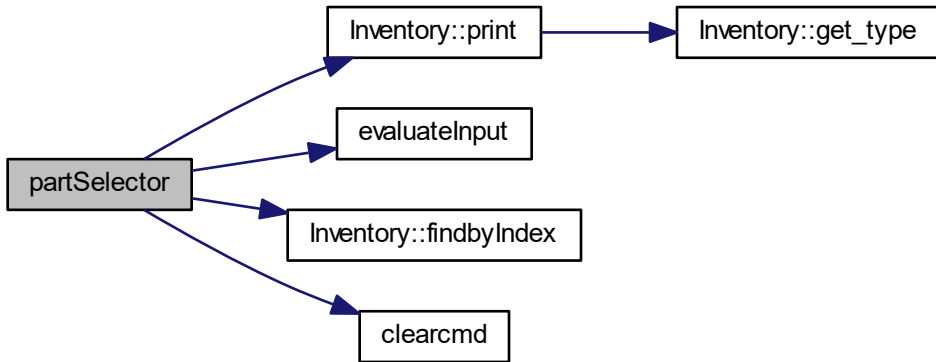 Inventory::print
Inventory::get_type
evaluateInput
partSelector
Inventory::findbyIndex
clearcmd